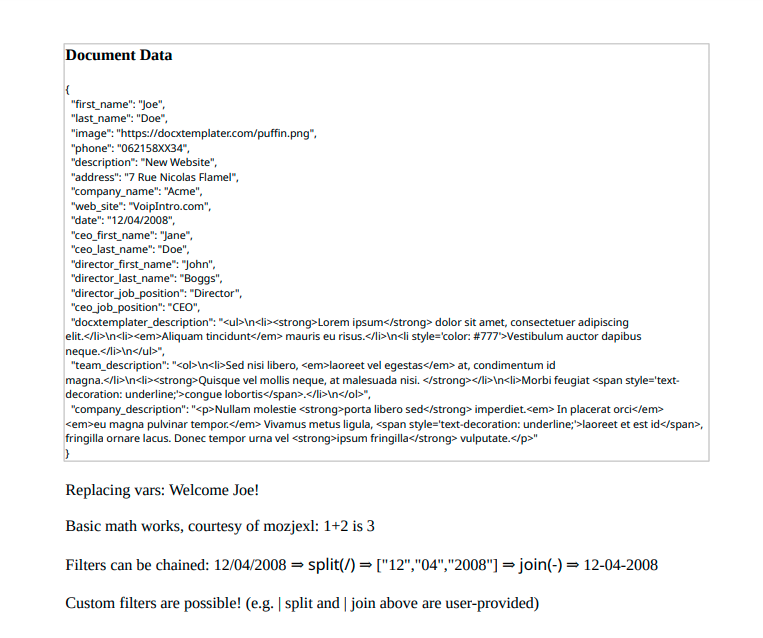 Document Data
{
"first_name": "Joe",
"last_name": "Doe",
"image": "https://docxtemplater.com/puffin.png",
"phone": "062158XX34",
"description": "New Website",
"address": "7 Rue Nicolas Flamel",
"company_name": "Acme",
"web_site": "VoipIntro.com",
"date": "12/04/2008",
"ceo_first_name": "Jane",
"ceo_last_name": "Doe",
"director_first_name": "John",
"director_last_name": "Boggs",
"director_job_position": "Director",
"ceo_job_position": "CEO",
"docxtemplater_description": "<ul>\n<li><strong>Lorem ipsum</strong> dolor sit amet, consectetuer adipiscing
elit.</li>\n<li><em>Aliquam tincidunt</em> mauris eu risus.</li>\n<li style='color: #777'>Vestibulum auctor dapibus
neque.</li>\n</ul>",
"team_description": "<ol>\n<li>Sed nisi libero, <em>laoreet vel egestas</em> at, condimentum id
magna.</li>\n<li><strong>Quisque vel mollis neque, at malesuada nisi. </strong></li>\n<li>Morbi feugiat <span style='text-
decoration: underline;'>congue lobortis</span>.</li>\n</ol>",
"company_description": "<p>Nullam molestie <strong>porta libero sed</strong> imperdiet.<em> In placerat orci</em>
<em>eu magna pulvinar tempor.</em> Vivamus metus ligula, <span style='text-decoration: underline;'>laoreet et est id</span>,
fringilla ornare lacus. Donec tempor urna vel <strong>ipsum fringilla</strong> vulputate.</p>"
}
Replacing vars: Welcome Joe!
Basic math works, courtesy of mozjexl: 1+2 is 3
Filters can be chained: 12/04/2008 ⇒ split(/) ⇒ ["12","04","2008"] ⇒ join(-) ⇒ 12-04-2008
Custom filters are possible! (e.g. | split and | join above are user-provided)